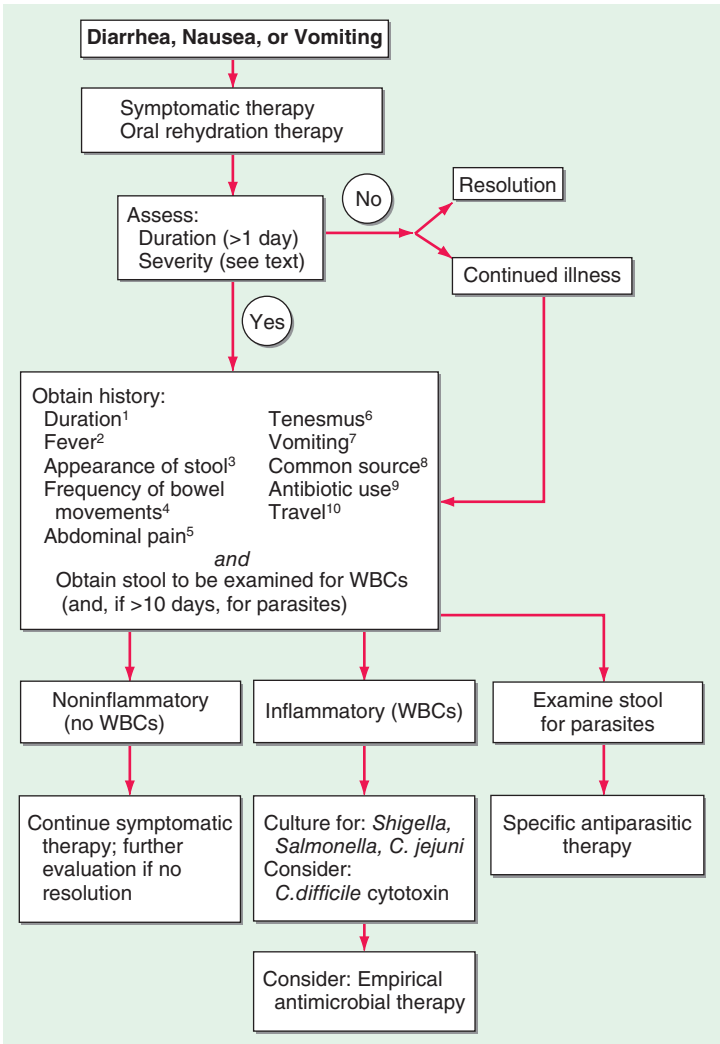 Diarrhea, Nausea, or Vomiting
Symptomatic therapy
Oral rehydration therapy
Assess:
Duration (>1 day)
Severity (see text)
No
Resolution
Continued illness
Yes
Obtain history:
Duration¹
Fever²
Appearance of stool³
Frequency of bowel
movements⁴
Abdominal pain⁵
Tenesmus⁶
Vomiting⁷
Common source⁸
Antibiotic use⁹
Travel¹⁰
and
Obtain stool to be examined for WBCs
(and, if >10 days, for parasites)
Noninflammatory
(no WBCs)
Inflammatory (WBCs)
Examine stool
for parasites
Continue symptomatic
therapy; further
evaluation if no
resolution
Culture for: Shigella,
Salmonella, C. jejuni
Consider:
C.difficile cytotoxin
Specific antiparasitic
therapy
Consider: Empirical
antimicrobial therapy